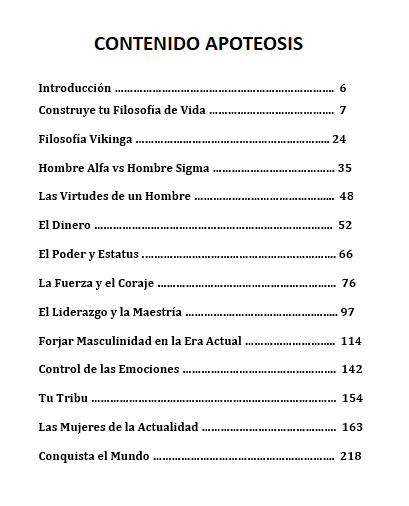 CONTENIDO APOTEOSIS
Introducción ……………………………………………………………. 6
Construye tu Filosofía de Vida …………………………………. 7
Filosofía Vikinga ……………………………………………………. 24
Hombre Alfa vs Hombre Sigma ………………………………… 35
Las Virtudes de un Hombre …………………………………….. 48
El Dinero …………………………………………………………………. 52
El Poder y Estatus ……………………………………………………. 66
La Fuerza y el Coraje ……………………………………………….. 76
El Liderazgo y la Maestría ………………………………………... 97
Forjar Masculinidad en la Era Actual ……………………….. 114
Control de las Emociones …………………………………………. 142
Tu Tribu …………………………………………………………………… 154
Las Mujeres de la Actualidad ……………………………………. 163
Conquista el Mundo …………………………………………………. 218